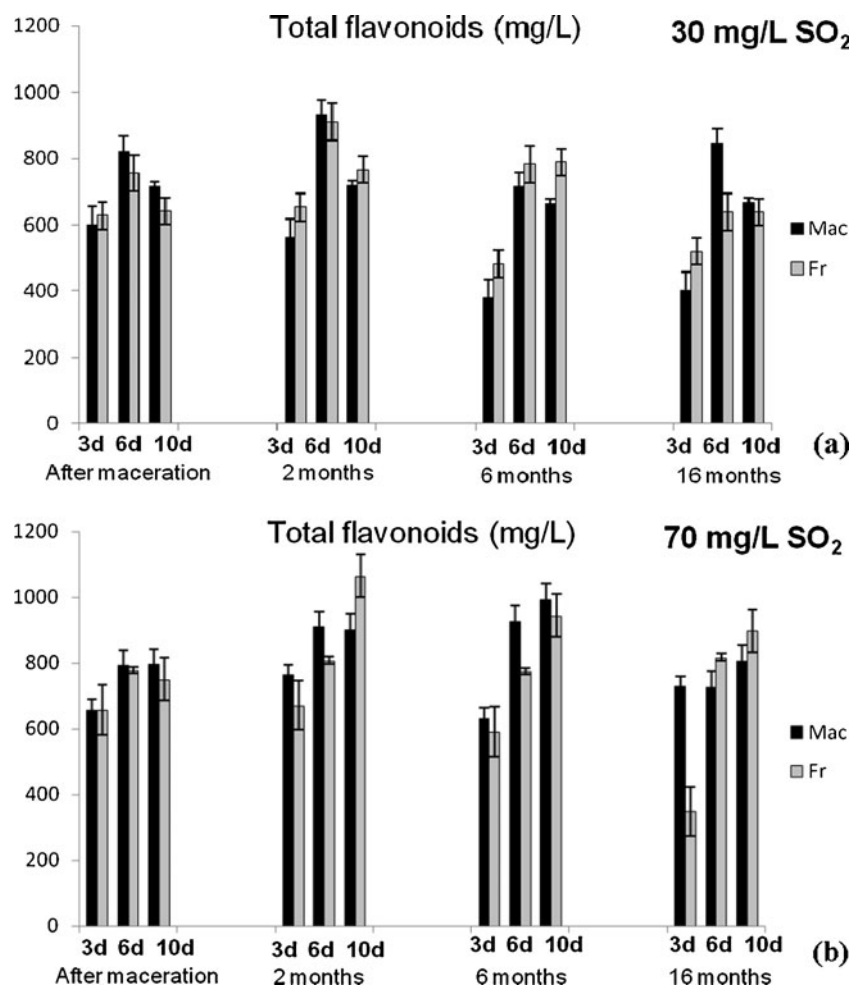 Total flavonoids (mg/L) 30 mg/L SO₂
1200
1000
800
600
400
200
0
Mac
Fr
3d 6d 10d 3d 6d 10d 3d 6d 10d 3d 6d 10d
After maceration 2 months 6 months 16 months
(a)
Total flavonoids (mg/L) 70 mg/L SO₂
1200
1000
800
600
400
200
0
Mac
Fr
3d 6d 10d 3d 6d 10d 3d 6d 10d 3d 6d 10d
After maceration 2 months 6 months 16 months
(b)